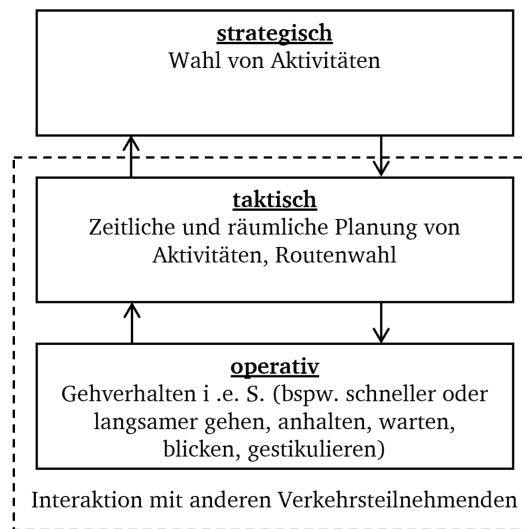 strategisch
Wahl von Aktivitäten
taktisch
Zeitliche und räumliche Planung von
Aktivitäten, Routenwahl
operativ
Gehverhalten i .e. S. (bspw. schneller oder
langsamer gehen, anhalten, warten,
blicken, gestikulieren)
Interaktion mit anderen Verkehrsteilnehmenden